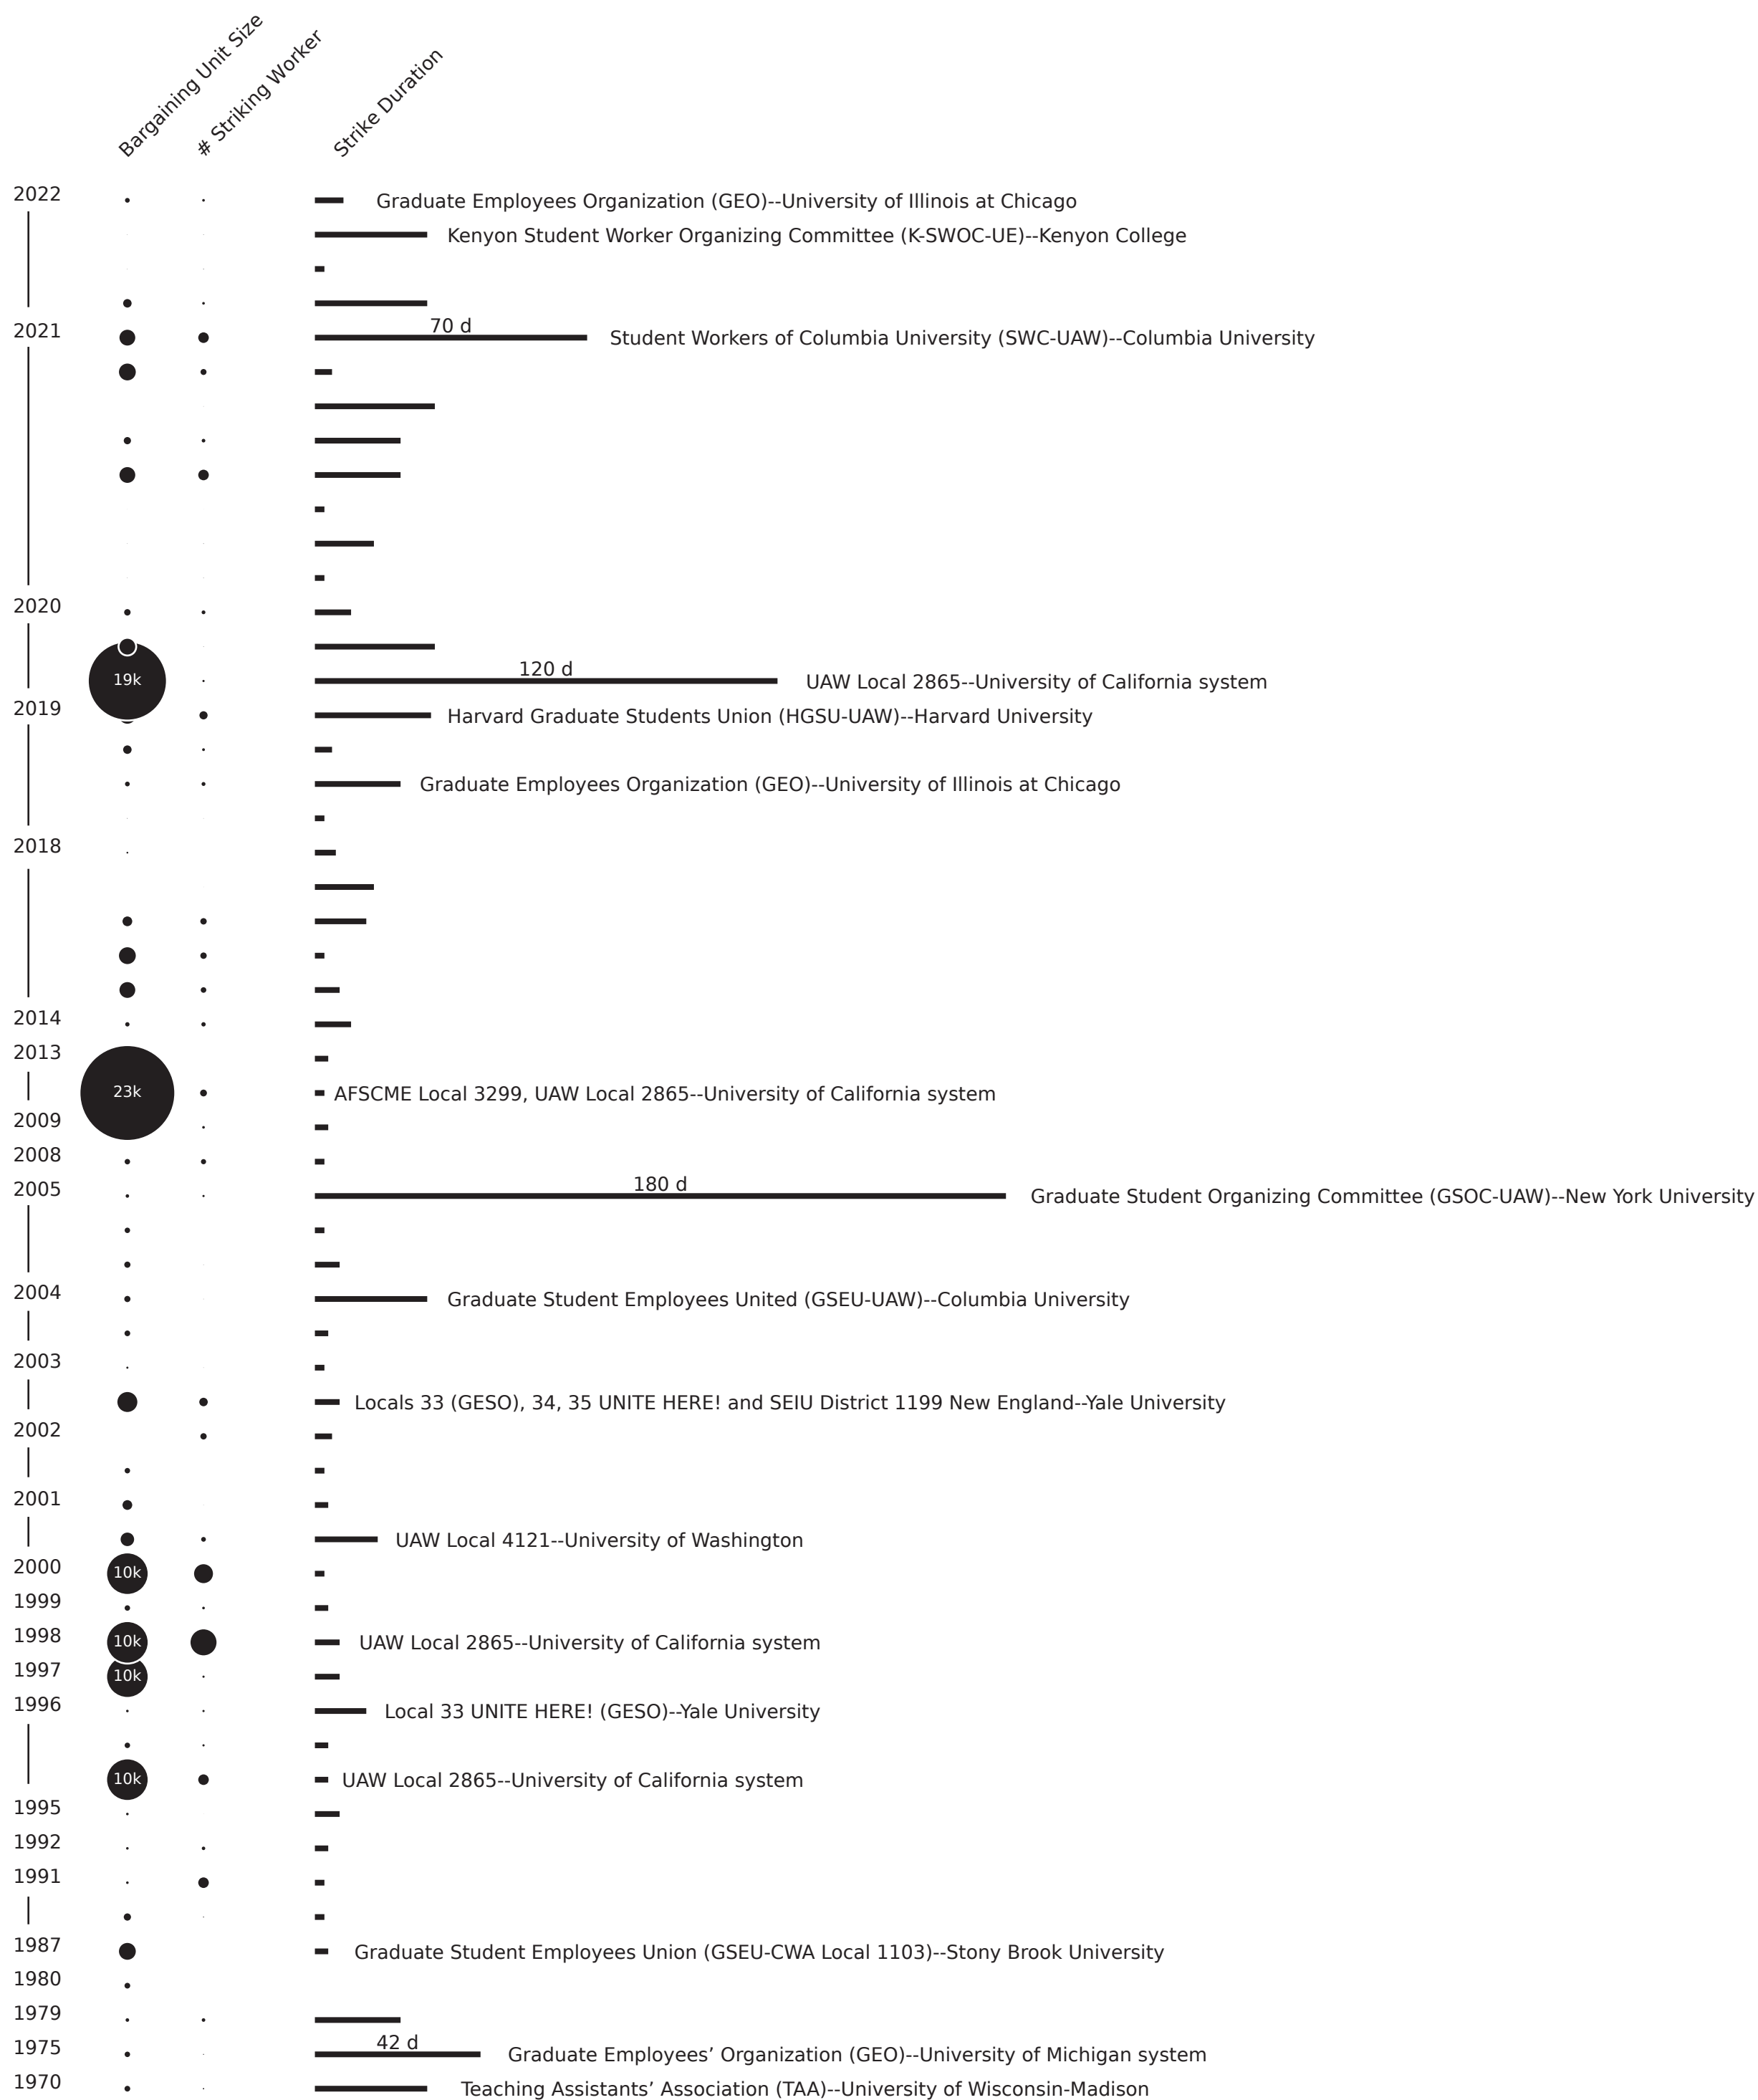 Bargaining Unit Size
# Striking Worker
Strike Duration
2022
Graduate Employees Organization (GEO)--University of Illinois at Chicago
Kenyon Student Worker Organizing Committee (K-SWOC-UE)--Kenyon College
70 d
2021
Student Workers of Columbia University (SWC-UAW)--Columbia University
2020
120 d
19k
UAW Local 2865--University of California system
2019
Harvard Graduate Students Union (HGSU-UAW)--Harvard University
Graduate Employees Organization (GEO)--University of Illinois at Chicago
2018
2014
2013
23k
AFSCME Local 3299, UAW Local 2865--University of California system
2009
2008
180 d
2005
Graduate Student Organizing Committee (GSOC-UAW)--New York University
2004
Graduate Student Employees United (GSEU-UAW)--Columbia University
2003
Locals 33 (GESO), 34, 35 UNITE HERE! and SEIU District 1199 New England--Yale University
2002
2001
UAW Local 4121--University of Washington
2000
10k
1999
1998
10k
UAW Local 2865--University of California system
1997
10k
1996
Local 33 UNITE HERE! (GESO)--Yale University
10k
UAW Local 2865--University of California system
1995
1992
1991
1987
Graduate Student Employees Union (GSEU-CWA Local 1103)--Stony Brook University
1980
1979
42 d
1975
Graduate Employees’ Organization (GEO)--University of Michigan system
1970
Teaching Assistants’ Association (TAA)--University of Wisconsin-Madison